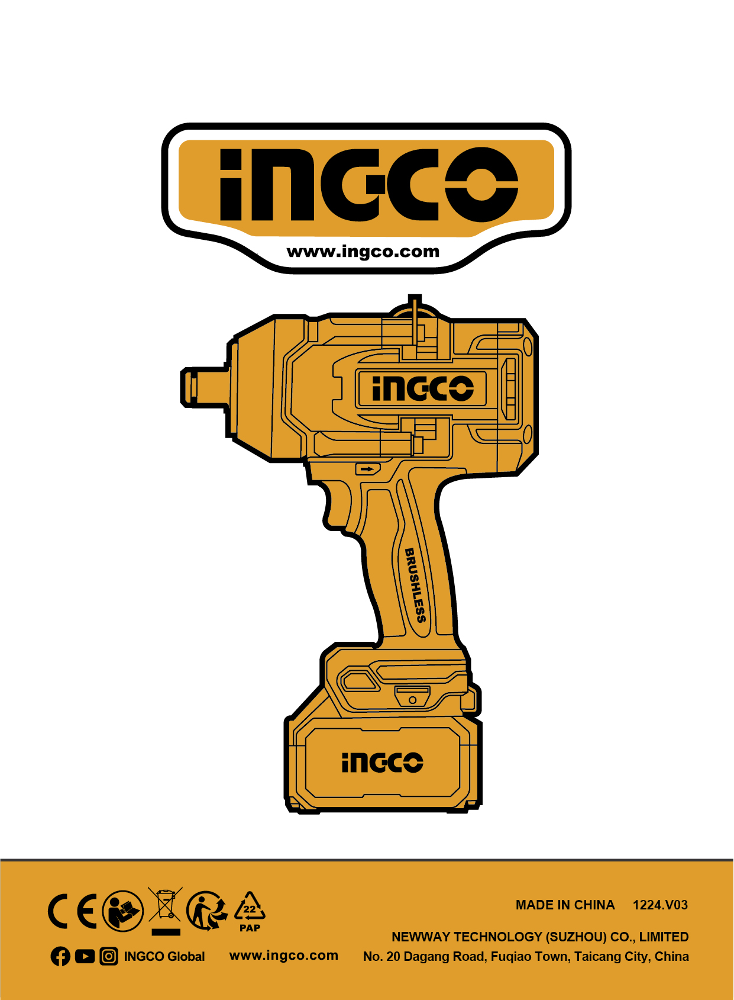 INGCO
www.ingco.com
INGCO
BRUSHLESS
INGCO
CE
22
PAP
INGCO Global
www.ingco.com
MADE IN CHINA 1224.V03
NEWWAY TECHNOLOGY (SUZHOU) CO., LIMITED
No. 20 Dagang Road, Fuqiao Town, Taicang City, China